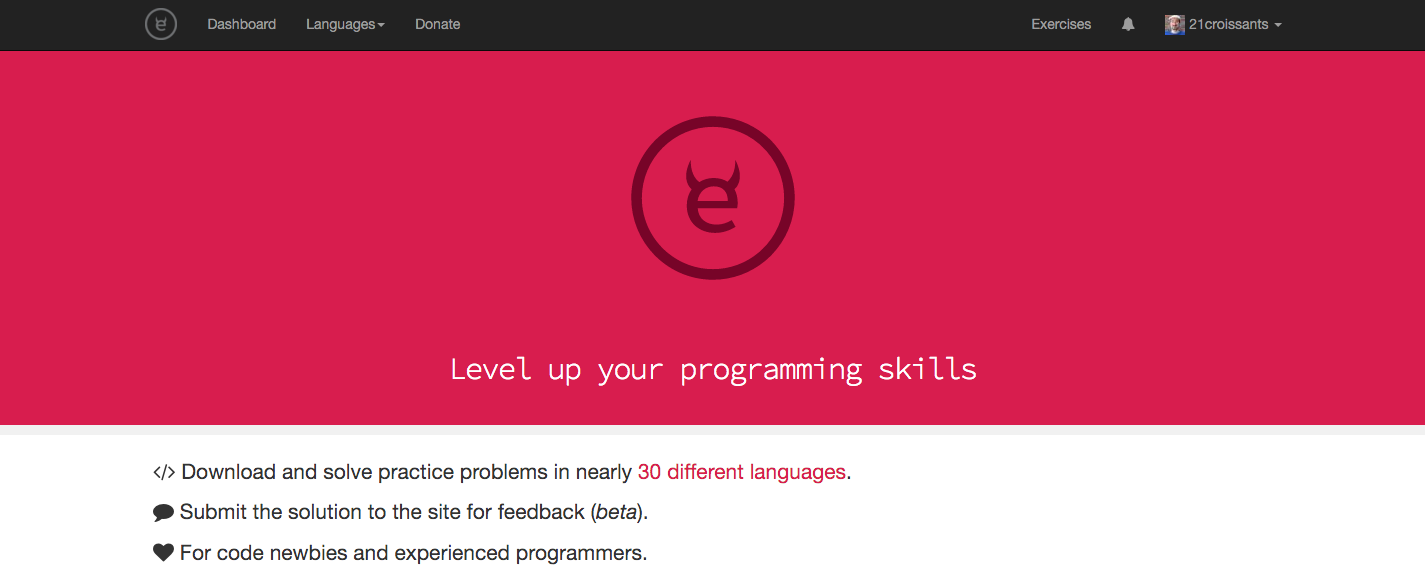 e Dashboard Languages Donate Exercises 21croissants
e
Level up your programming skills
</> Download and solve practice problems in nearly 30 different languages.
Submit the solution to the site for feedback (beta).
For code newbies and experienced programmers.